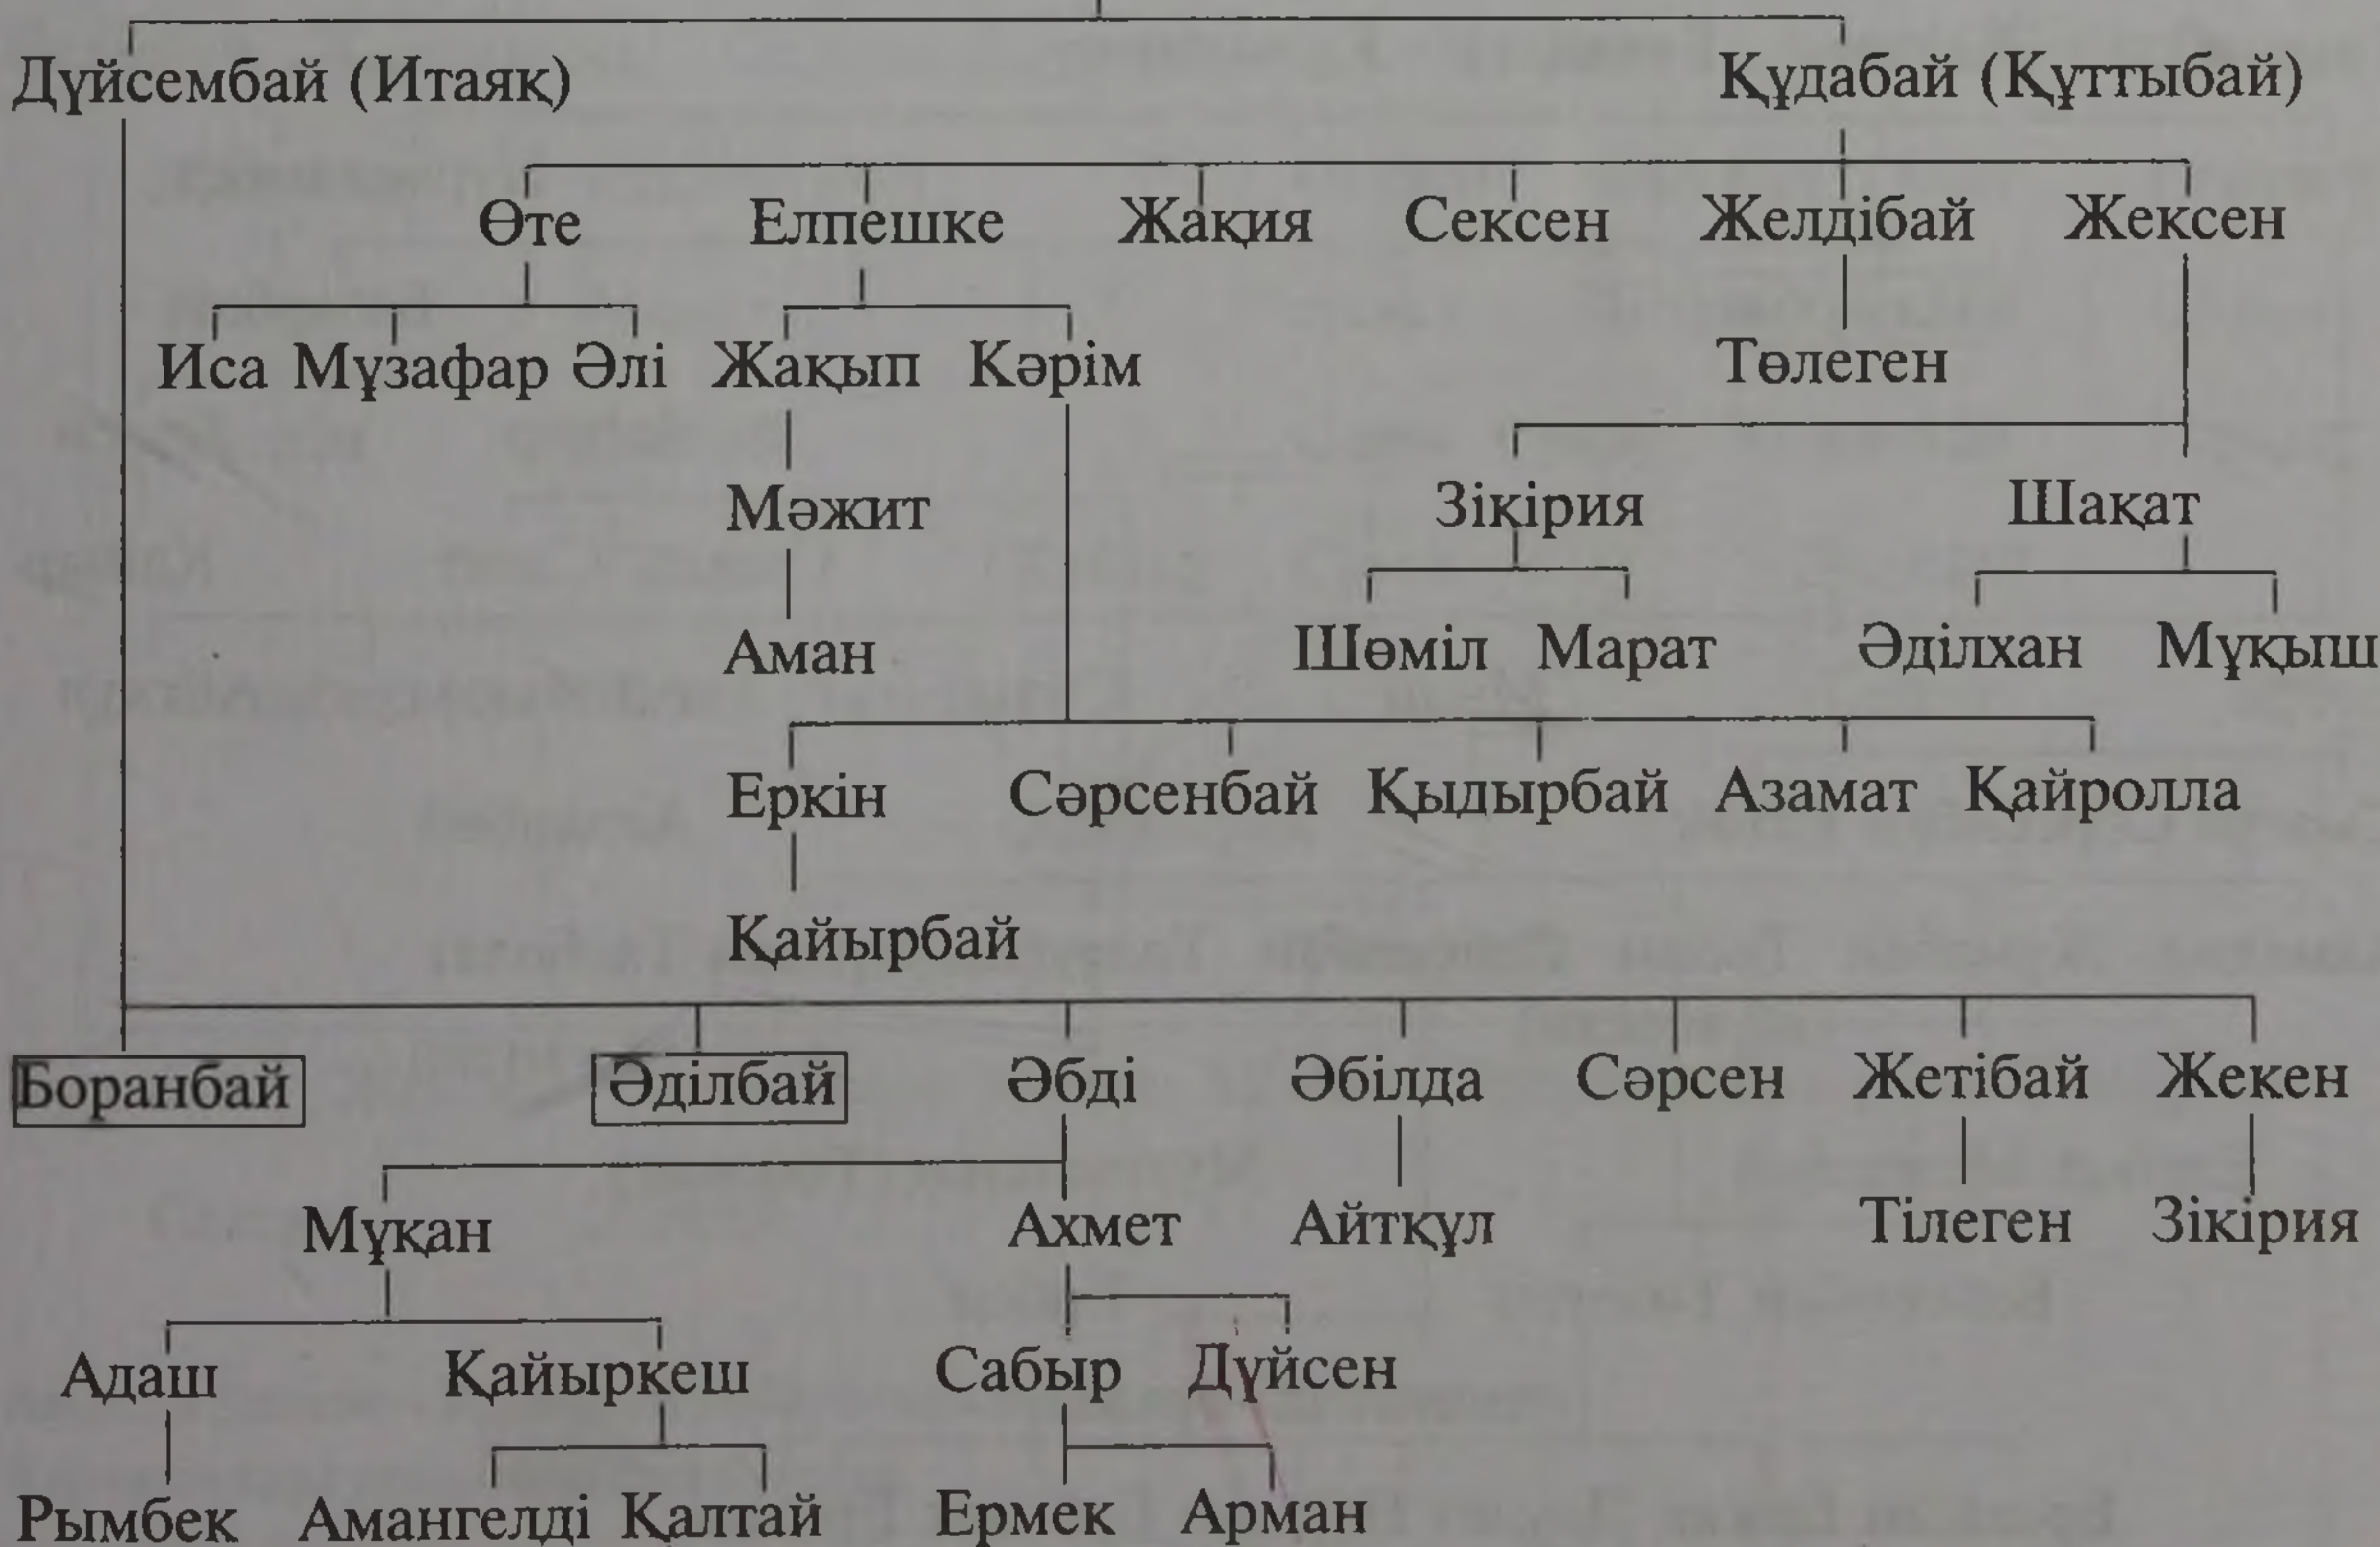 Дүйсембай (Итаяқ) Құдабай (Құттыбай)
Өте Елпешке Жақия Сексен Желдібай Жексен
Иса Мұзафар Әлі Жақып Кәрім Төлеген
Мәжит Зікірия Шақат
Аман Шөміл Марат Әділхан Мұқыш
Еркін Сәрсенбай Қыдырбай Азамат Қайролла
Қайырбай
Боранбай Әділбай Әбді Әбілда Сәрсен Жетібай Жекен
Мұқан Ахмет Айтқұл Тілеген Зікірия
Адаш Қайыркеш Сабыр Дүйсен
Рымбек Амангелді Қалтай Ермек Арман